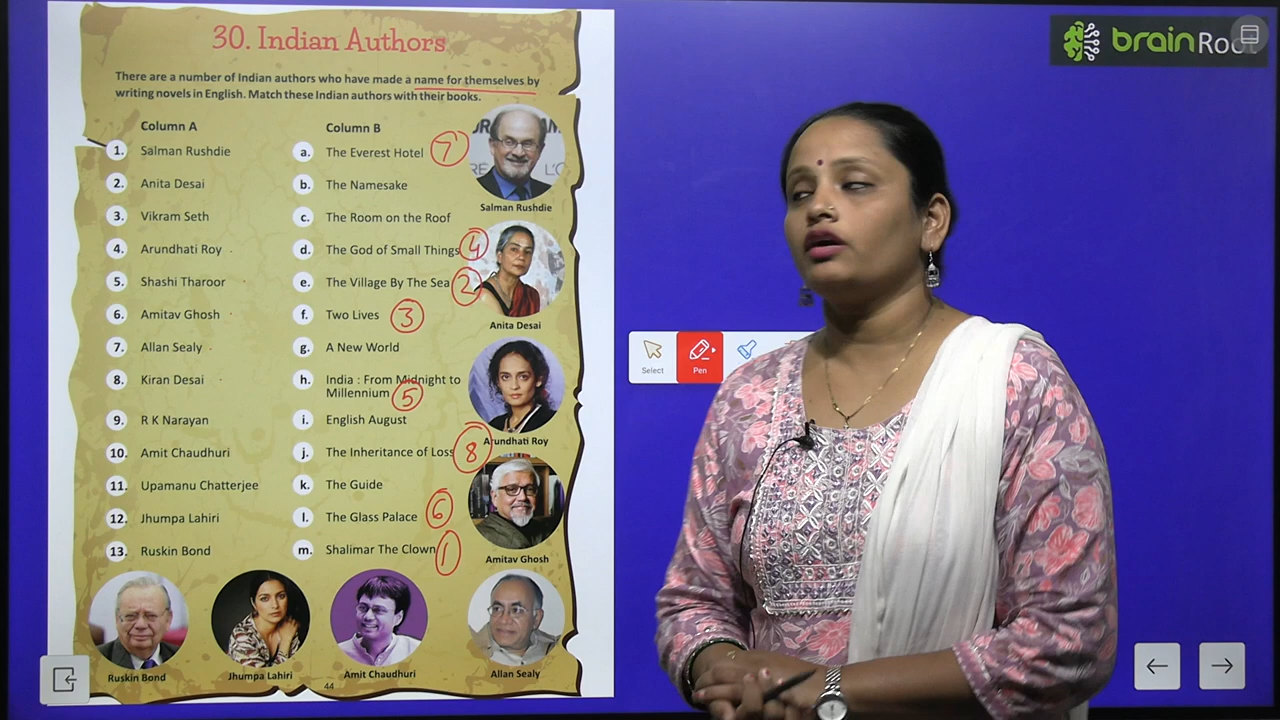 30. Indian Authors
There are a number of Indian authors who have made a name for themselves by
writing novels in English. Match these Indian authors with their books.
Column A Column B
1. Salman Rushdie a. The Everest Hotel 7
2. Anita Desai b. The Namesake
3. Vikram Seth c. The Room on the Roof
4. Arundhati Roy d. The God of Small Things 4
5. Shashi Tharoor e. The Village By The Sea 2
6. Amitav Ghosh f. Two Lives 3
7. Allan Sealy g. A New World
8. Kiran Desai h. India : From Midnight to
Millennium 5
9. R K Narayan i. English August
10. Amit Chaudhuri j. The Inheritance of Loss 8
11. Upamanu Chatterjee k. The Guide
12. Jhumpa Lahiri l. The Glass Palace 6
13. Ruskin Bond m. Shalimar The Clown 1
Salman Rushdie
Anita Desai
Arundhati Roy
Amitav Ghosh
Ruskin Bond Jhumpa Lahiri Amit Chaudhuri Allan Sealy
44
Select Pen
brainRoot